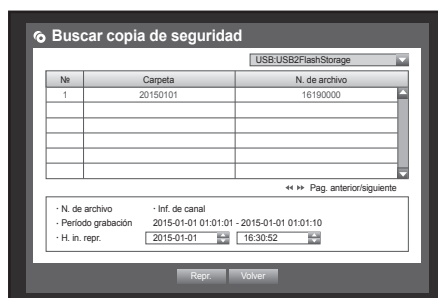 Buscar copia de seguridad
USB:USB2FlashStorage
№ Carpeta N. de archivo
1 20150101 16190000
Pag. anterior/siguiente
· N. de archivo · Inf. de canal
· Período grabación 2015-01-01 01:01:01 - 2015-01-01 01:01:10
· H. in. repr. 2015-01-01 16:30:52
Repr. Volver